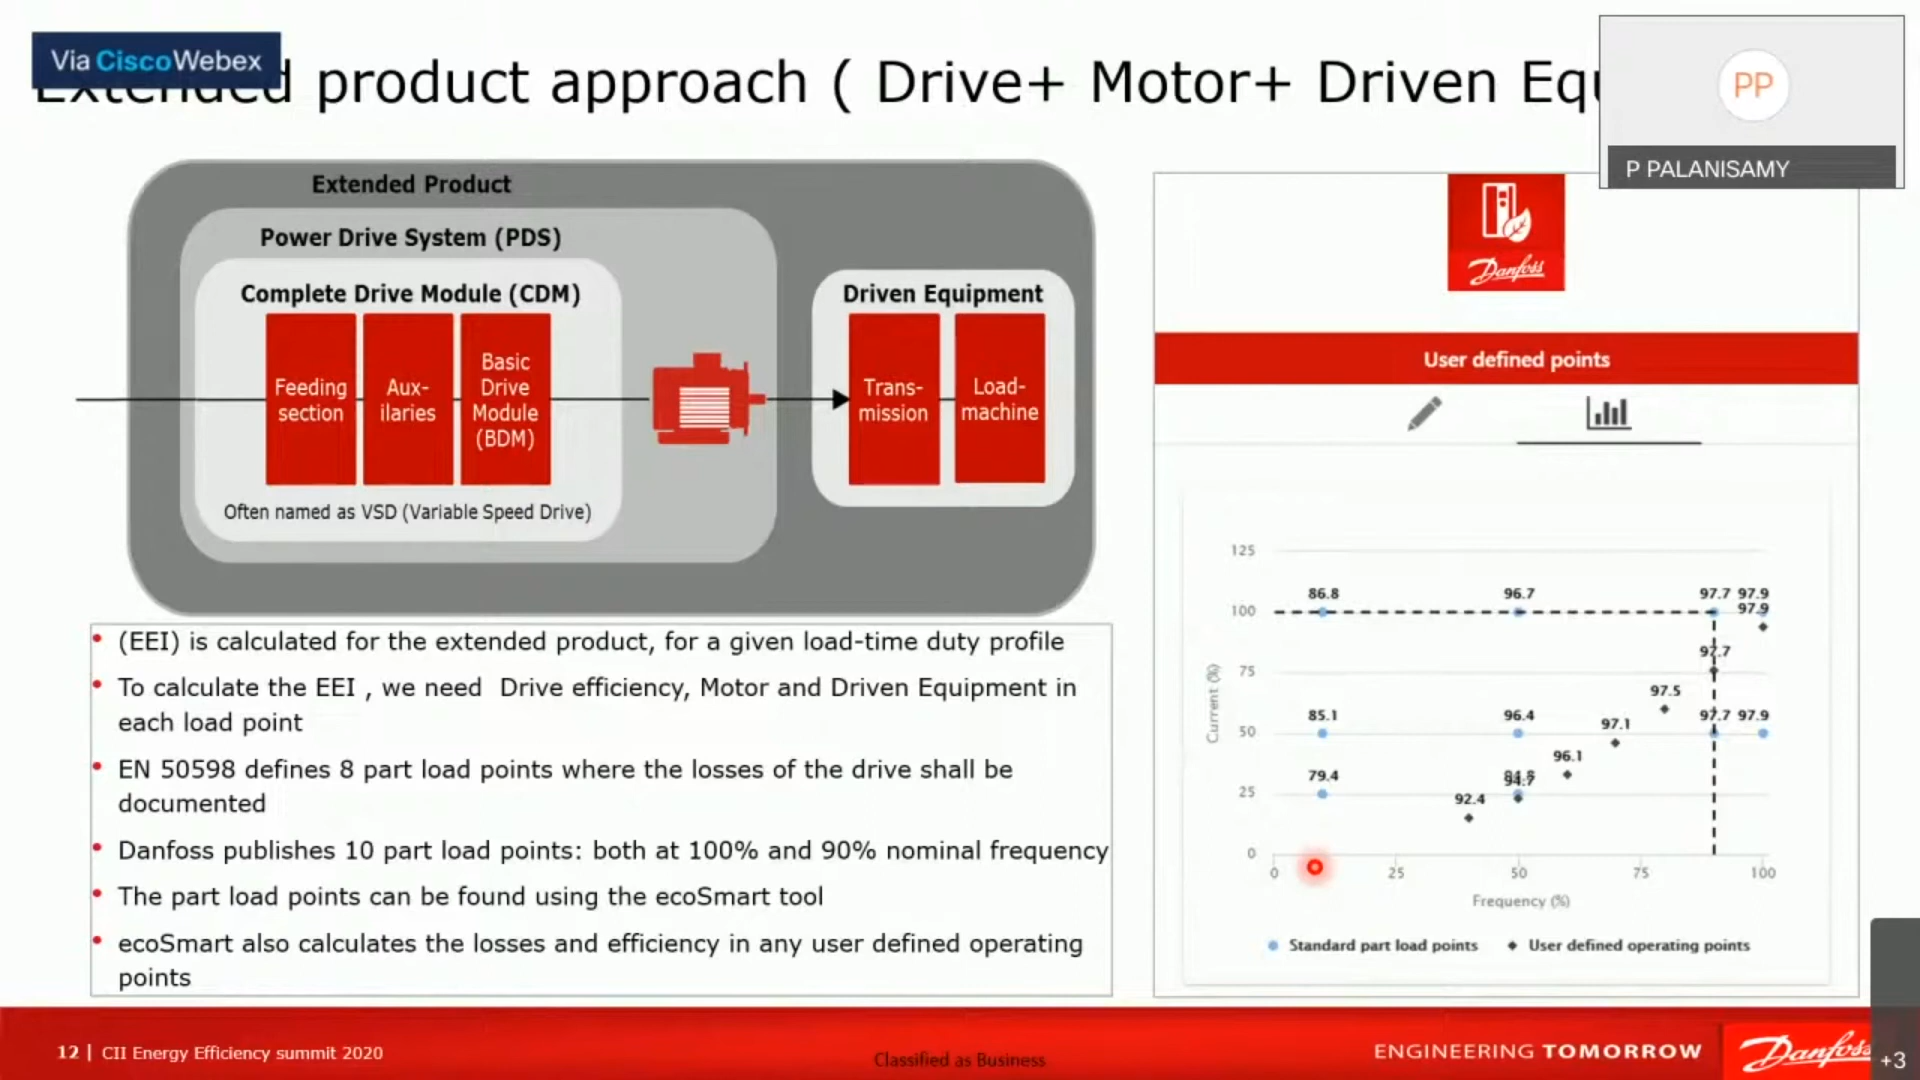 Via CiscoWebex
Extended product approach ( Drive+ Motor+ Driven Equ
PP
P PALANISAMY
Extended Product
Power Drive System (PDS)
Complete Drive Module (CDM)
Feeding
section
Aux-
ilaries
Basic
Drive
Module
(BDM)
Often named as VSD (Variable Speed Drive)
Driven Equipment
Trans-
mission
Load-
machine
• (EEI) is calculated for the extended product, for a given load-time duty profile
• To calculate the EEI , we need Drive efficiency, Motor and Driven Equipment in
each load point
• EN 50598 defines 8 part load points where the losses of the drive shall be
documented
• Danfoss publishes 10 part load points: both at 100% and 90% nominal frequency
• The part load points can be found using the ecoSmart tool
• ecoSmart also calculates the losses and efficiency in any user defined operating
points
Danfoss
User defined points
125
86.8 96.7 97.7 97.9
100 97.9
97.7
75
97.5
85.1 96.4 97.1 97.7 97.9
50
96.1
79.4 94.7
25 92.4
0
0 25 50 75 100
Current (%)
Frequency (%)
Standard part load points User defined operating points
12 | CII Energy Efficiency summit 2020
Classified as Business
ENGINEERING TOMORROW
Danfoss
+3